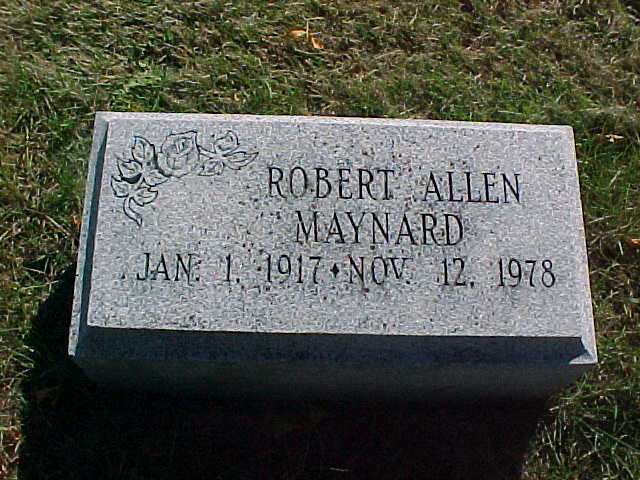 ROBERT ALLEN
MAYNARD
JAN. 1, 1917 ♦ NOV. 12, 1978